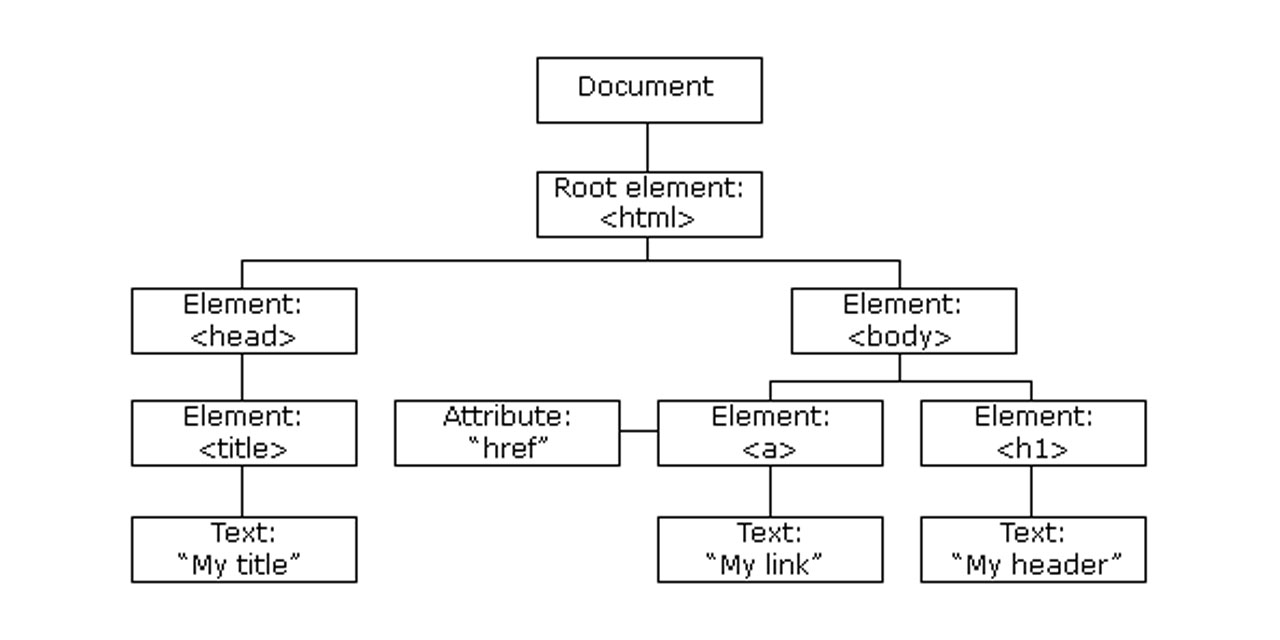 Document
Root element:
<html>
Element:
<head>
Element:
<body>
Element:
<title>
Attribute:
“href”
Element:
<a>
Element:
<h1>
Text:
“My title”
Text:
“My link”
Text:
“My header”